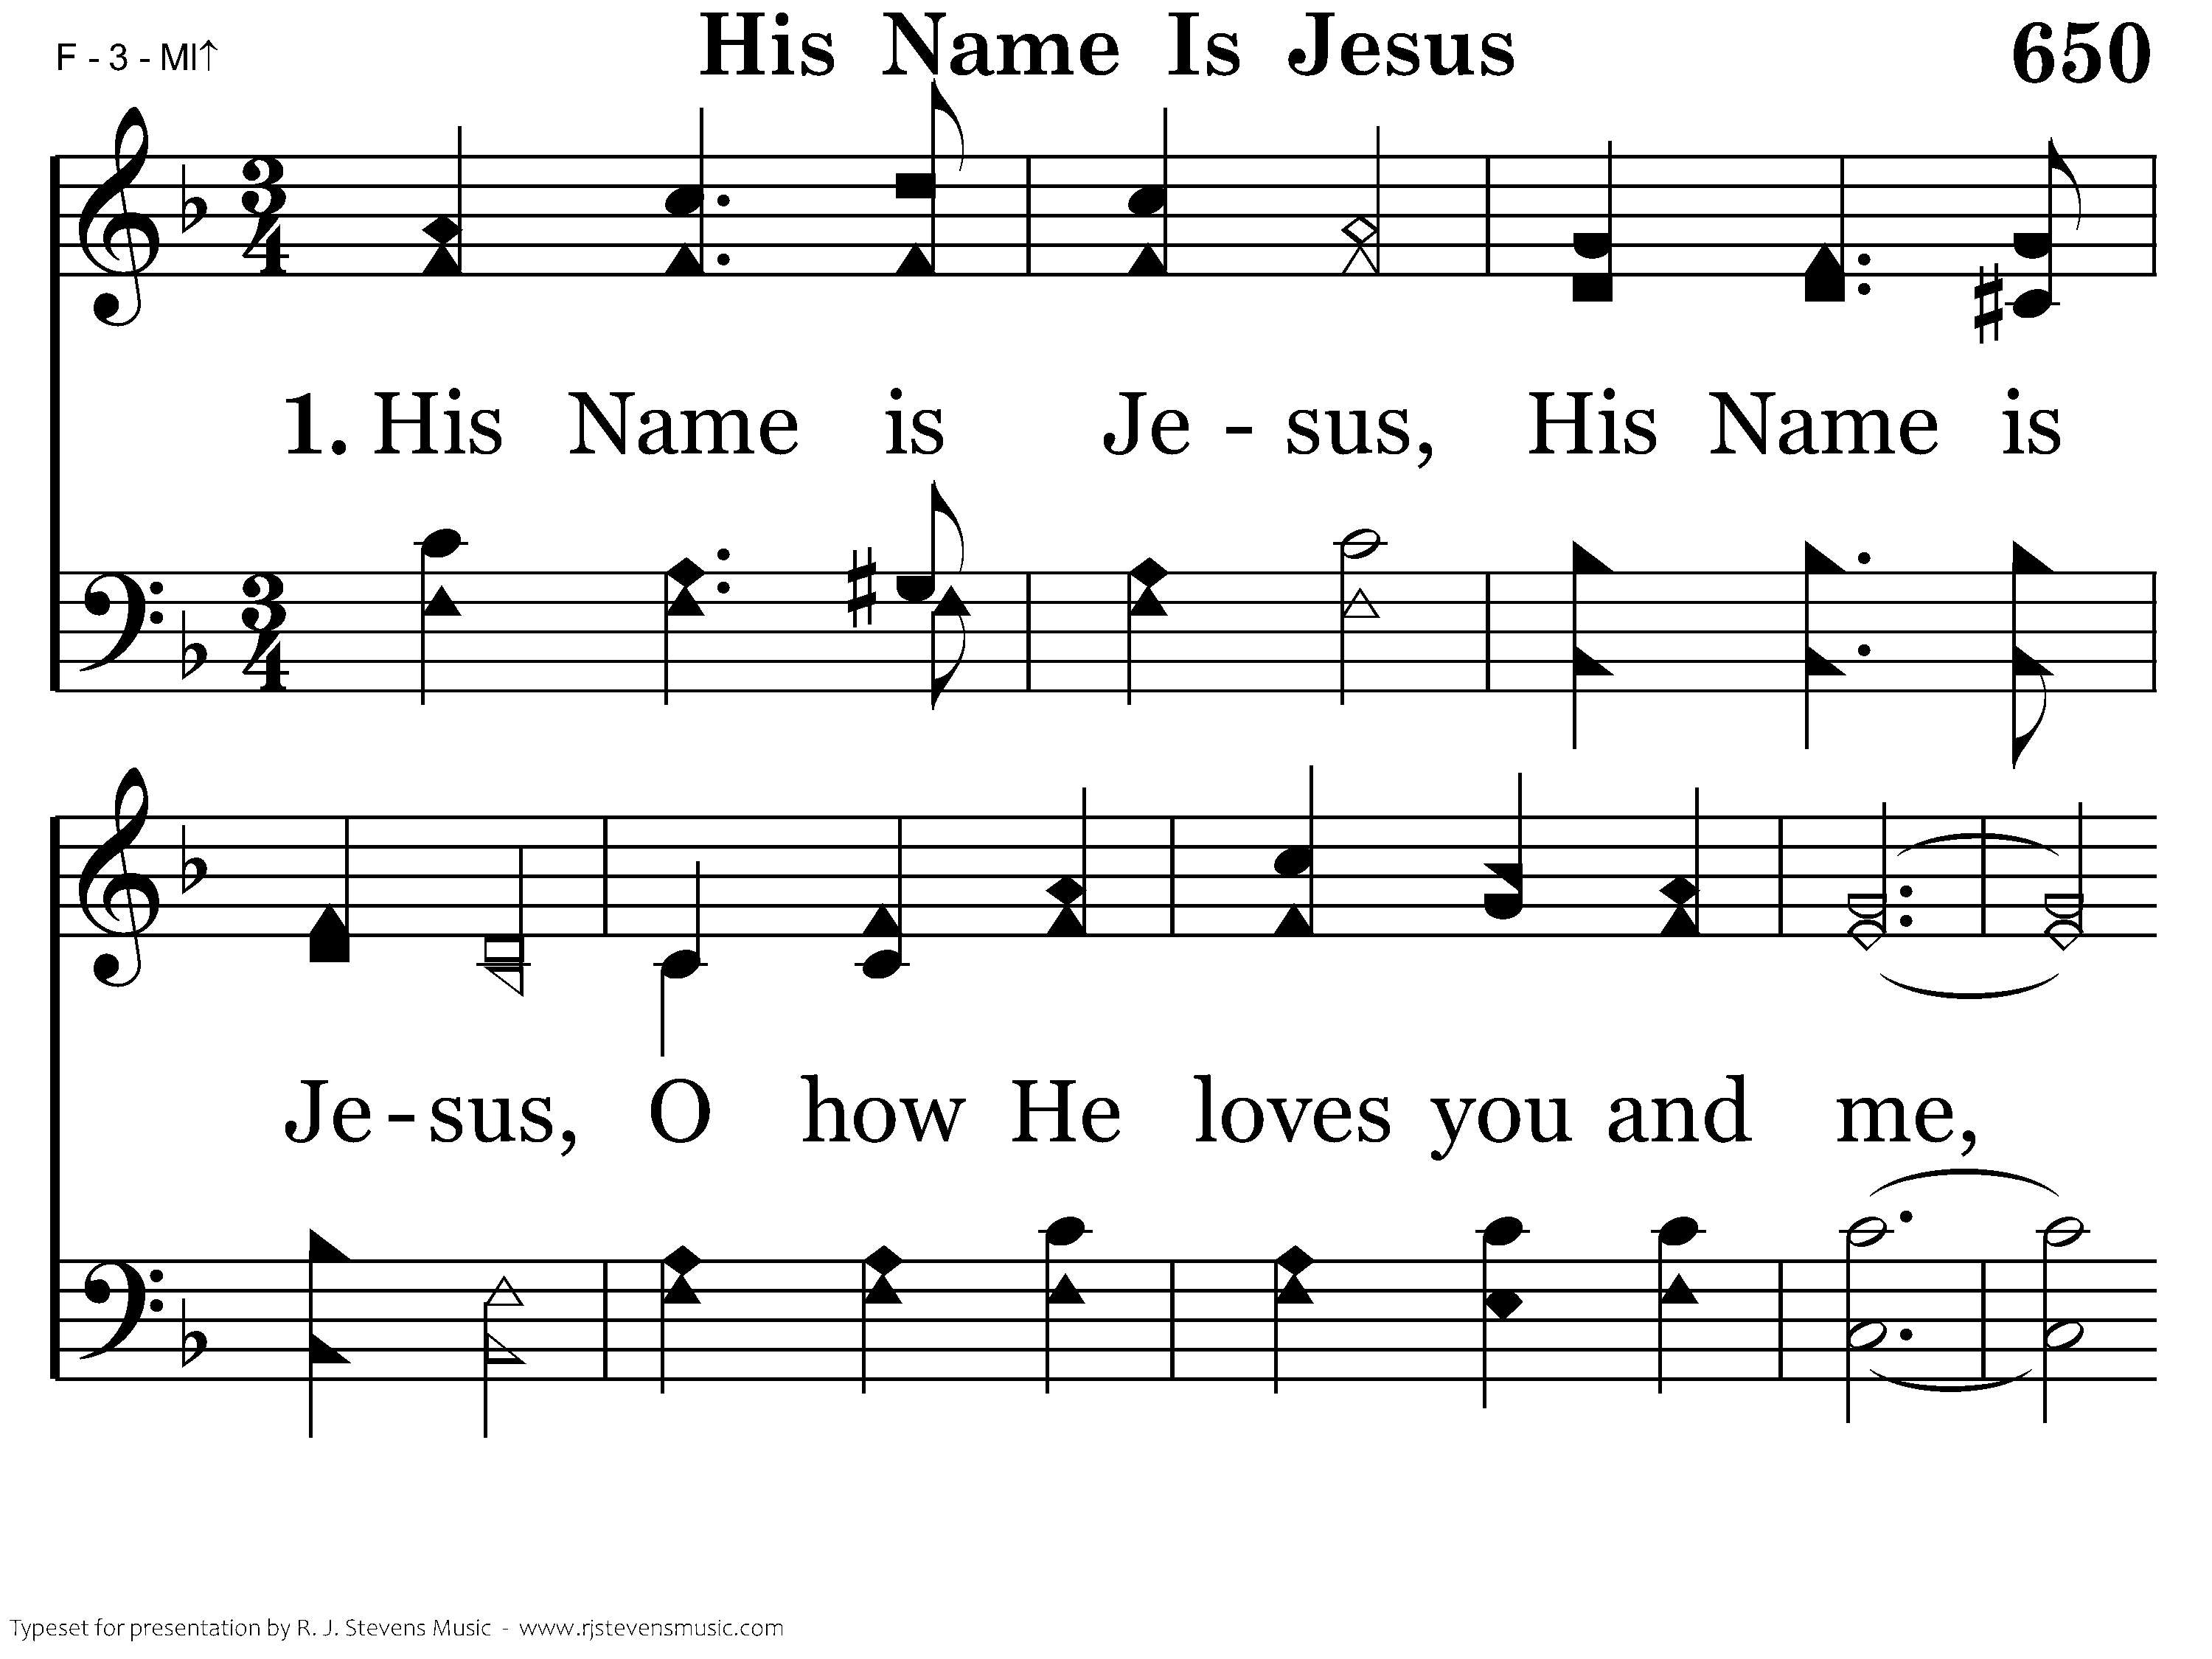 F - 3 - MI↑ His Name Is Jesus 650
1. His Name is Je - sus, His Name is
Je - sus, O how He loves you and me,
Typeset for presentation by R. J. Stevens Music - www.rjstevensmusic.com